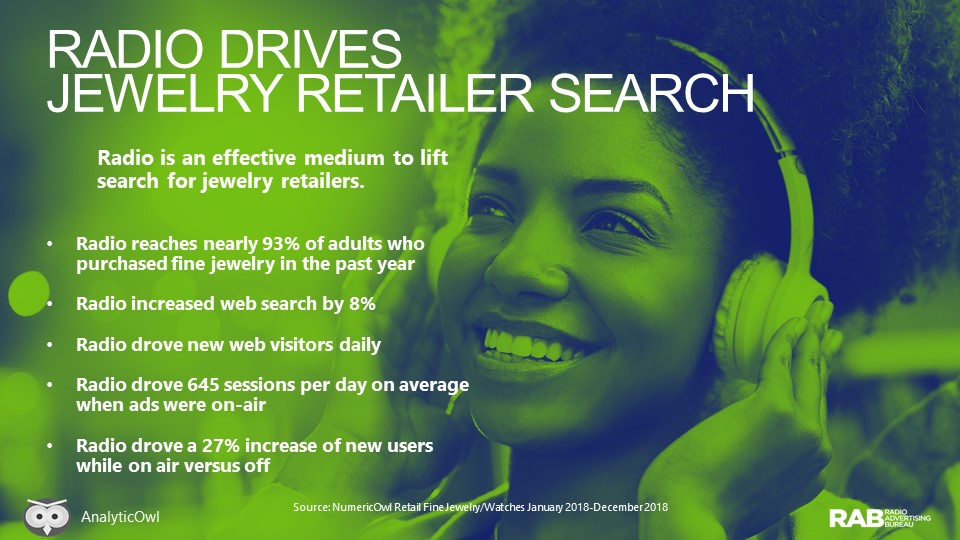 RADIO DRIVES
JEWELRY RETAILER SEARCH
Radio is an effective medium to lift
search for jewelry retailers.
• Radio reaches nearly 93% of adults who
purchased fine jewelry in the past year
• Radio increased web search by 8%
• Radio drove new web visitors daily
• Radio drove 645 sessions per day on average
when ads were on-air
• Radio drove a 27% increase of new users
while on air versus off
Source: NumericOwl Retail Fine Jewelry/Watches January 2018-December 2018
AnalyticOwl
RAB RADIO
ADVERTISING
BUREAU